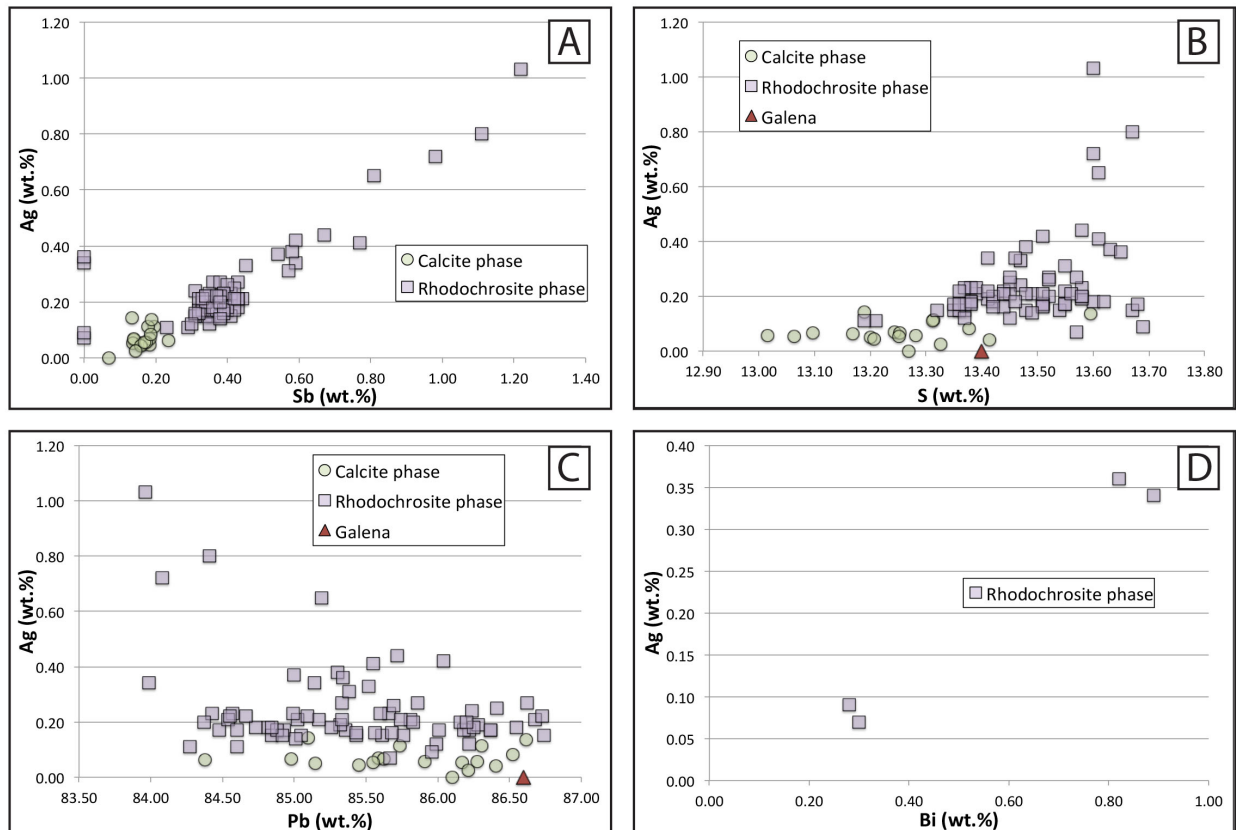 A
1.20
1.00
0.80
0.60
0.40
0.20
0.00
Ag (wt.%)
Calcite phase
Rhodochrosite phase
0.00 0.20 0.40 0.60 0.80 1.00 1.20 1.40
Sb (wt.%)
B
1.20
1.00
0.80
0.60
0.40
0.20
0.00
Ag (wt.%)
Calcite phase
Rhodochrosite phase
Galena
12.90 13.00 13.10 13.20 13.30 13.40 13.50 13.60 13.70 13.80
S (wt.%)
C
1.20
1.00
0.80
0.60
0.40
0.20
0.00
Ag (wt.%)
Calcite phase
Rhodochrosite phase
Galena
83.50 84.00 84.50 85.00 85.50 86.00 86.50 87.00
Pb (wt.%)
D
0.40
0.35
0.30
0.25
0.20
0.15
0.10
0.05
0.00
Ag (wt.%)
Rhodochrosite phase
0.00 0.20 0.40 0.60 0.80 1.00
Bi (wt.%)